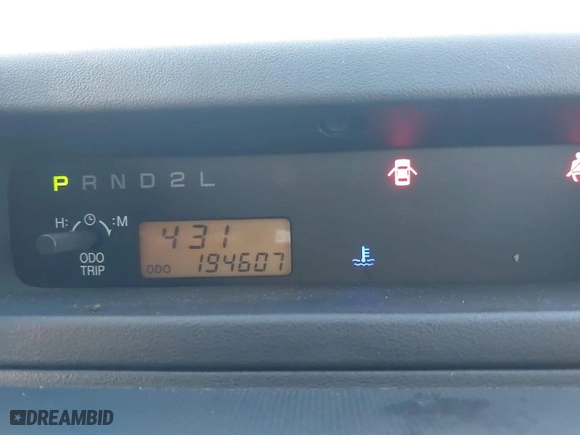 P R N D 2 L
H: :M
ODO
TRIP
431
ODO 194607
DREAMBID